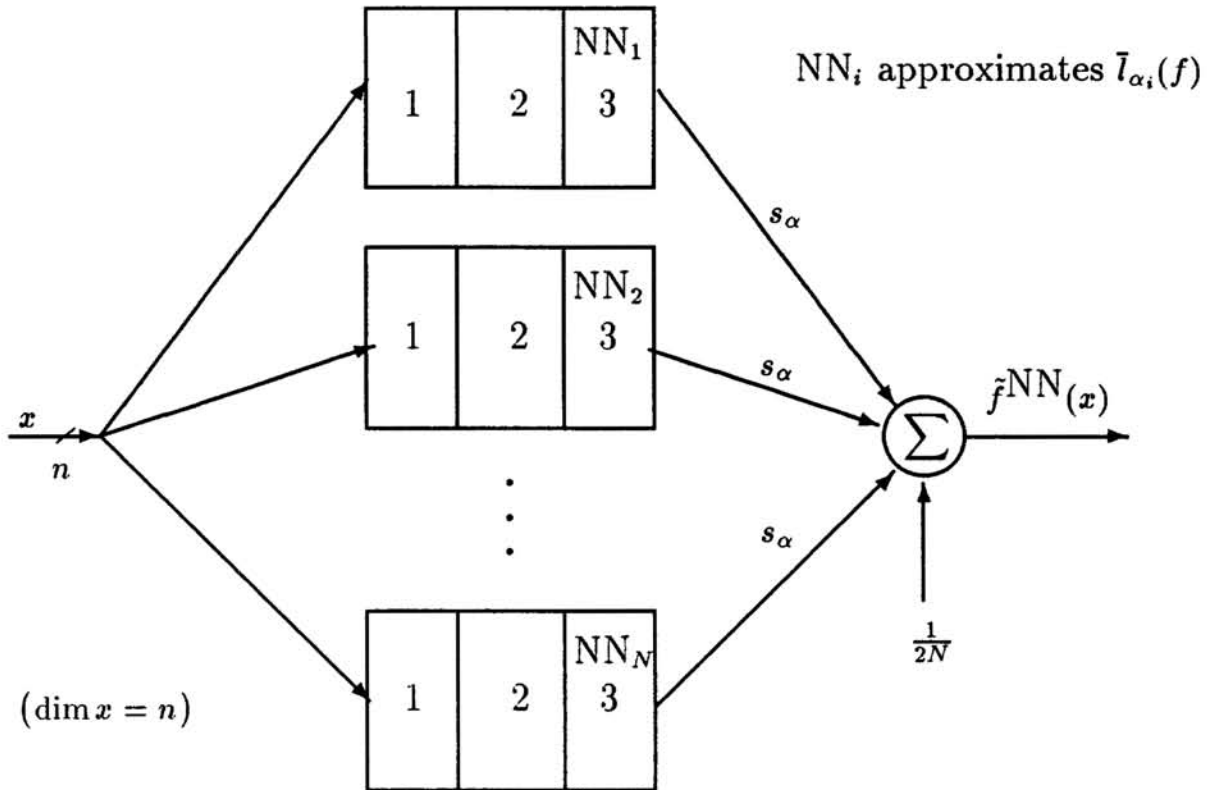 NN₁
1 2 3
NNᵢ approximates l̄_{αᵢ}(f)
s_α
NN₂
1 2 3
s_α
x
n
Σ
f̃^{NN}(x)
s_α
1/2N
NN_N
1 2 3
(dim x = n)